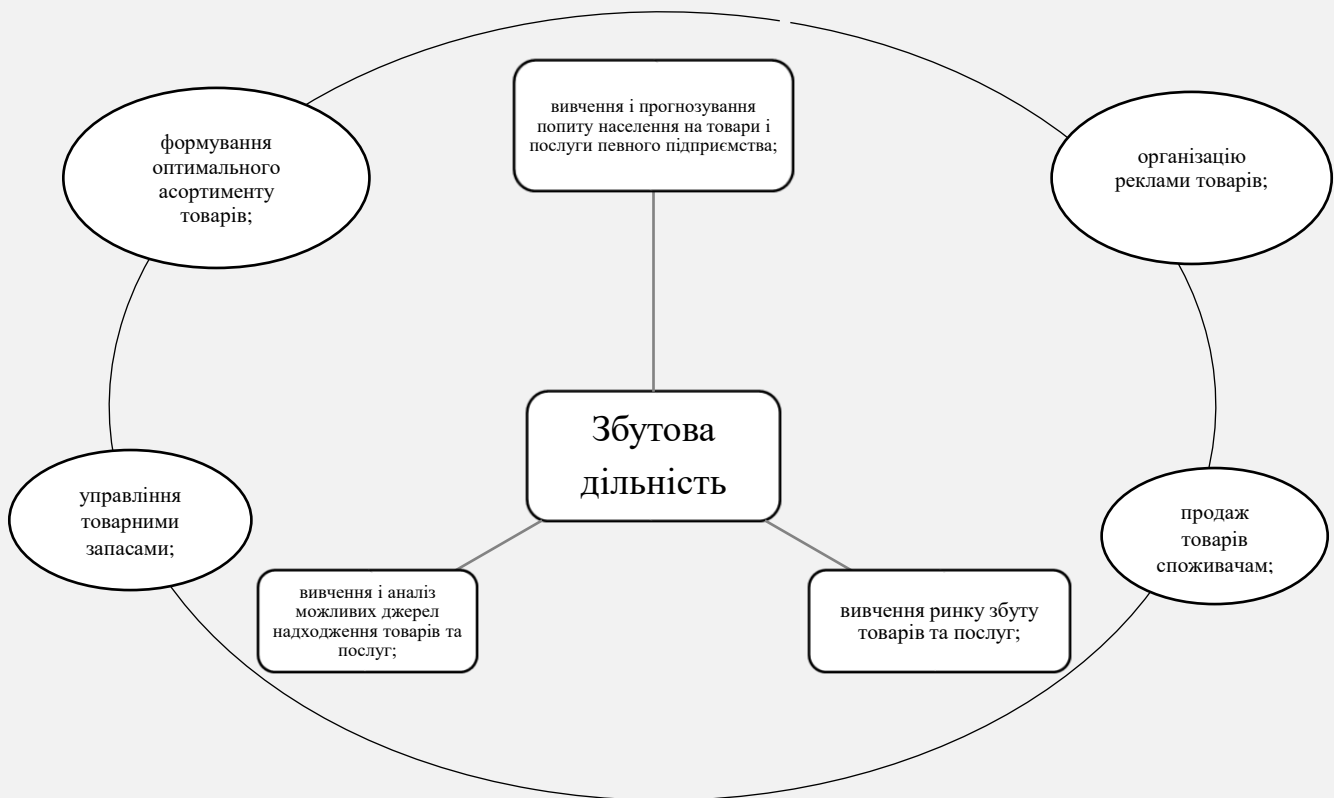 вивчення і прогнозування
попиту населення на товари і
послуги певного підприємства;
формування
оптимального
асортименту
товарів;
організацію
реклами товарів;
Збутова
дільність
управління
товарними
запасами;
продаж
товарів
споживачам;
вивчення і аналіз
можливих джерел
надходження товарів та
послуг;
вивчення ринку збуту
товарів та послуг;